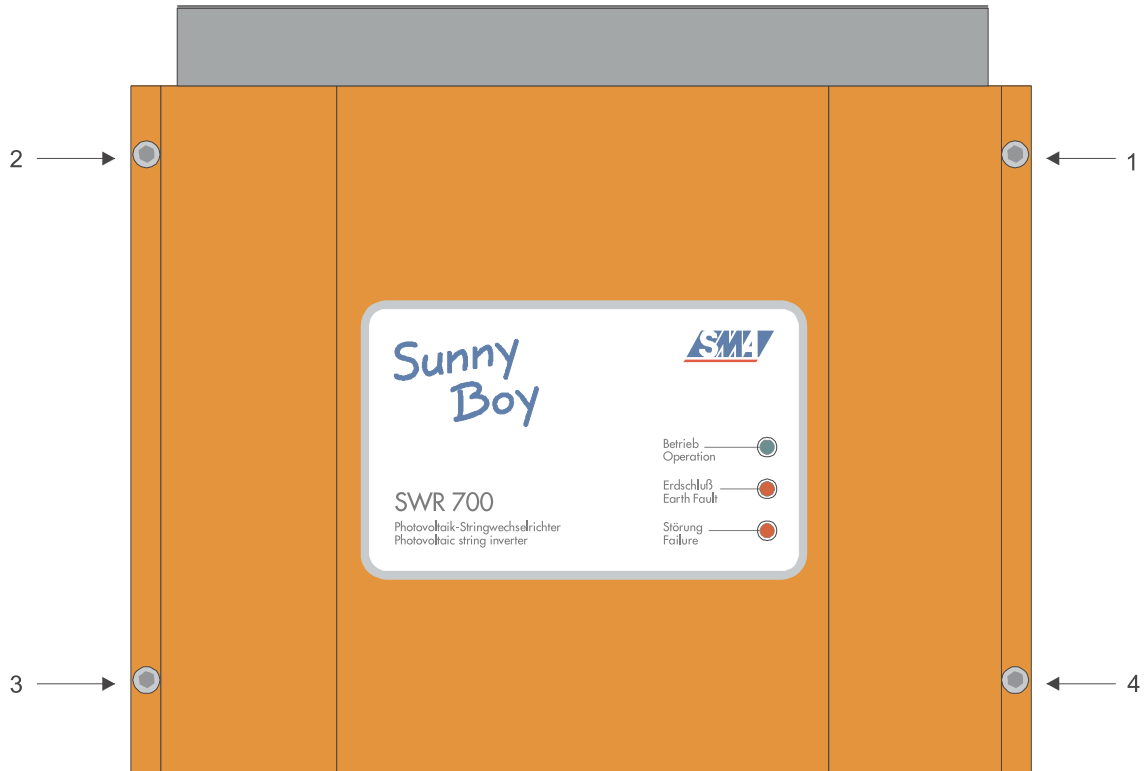 2
1
Sunny
Boy
SMA
Betrieb
Operation
Erdschluß
Earth Fault
SWR 700
Photovoltaik-Stringwechselrichter
Photovoltaic string inverter
Störung
Failure
3
4